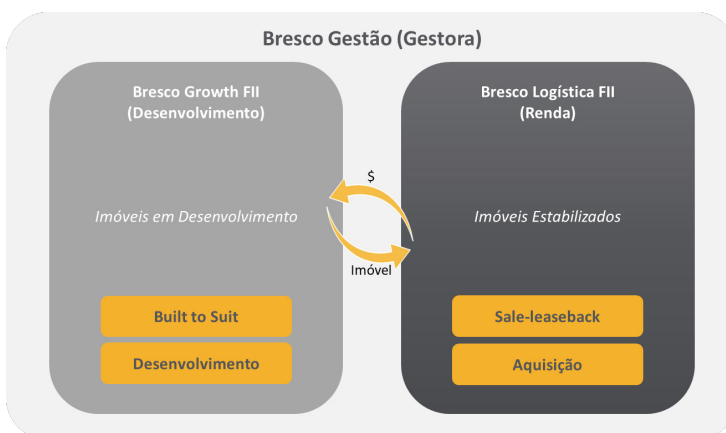 Bresco Gestão (Gestora)
Bresco Growth FII
(Desenvolvimento)
Imóveis em Desenvolvimento
Built to Suit
Desenvolvimento
$
Imóvel
Bresco Logística FII
(Renda)
Imóveis Estabilizados
Sale-leaseback
Aquisição